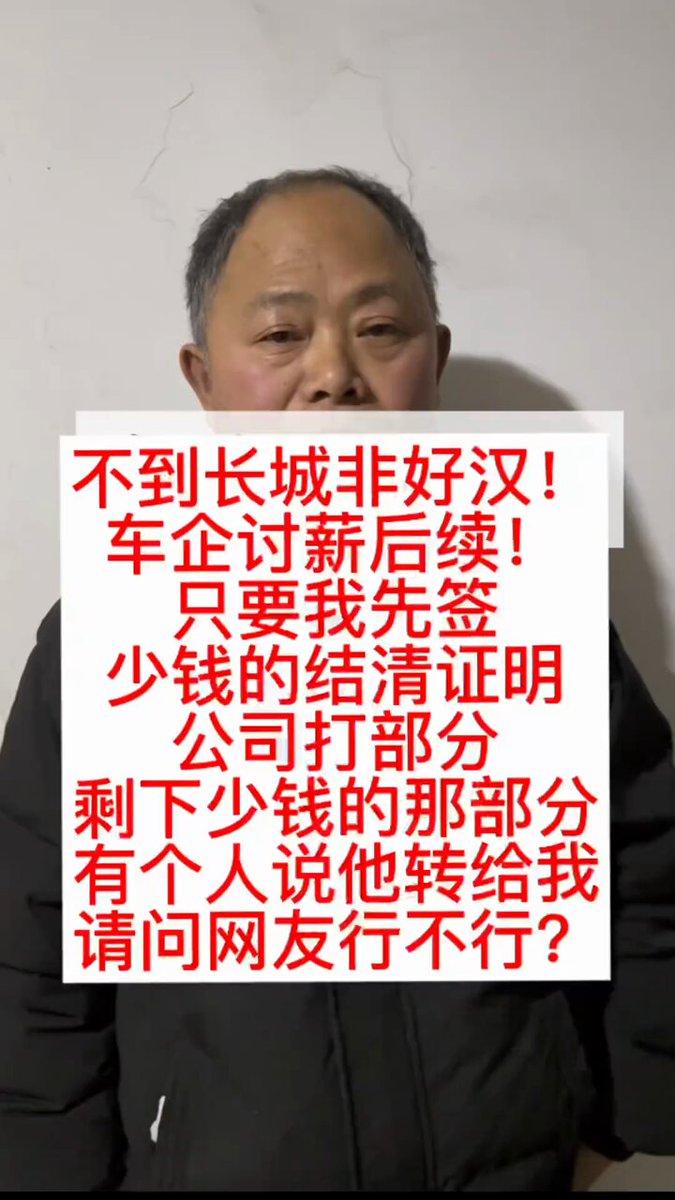 不到长城非好汉！
车企讨薪后续！
只要我先签
少钱的结清证明
公司打部分
剩下少钱的那部分
有个人说他转给我
请问网友行不行？